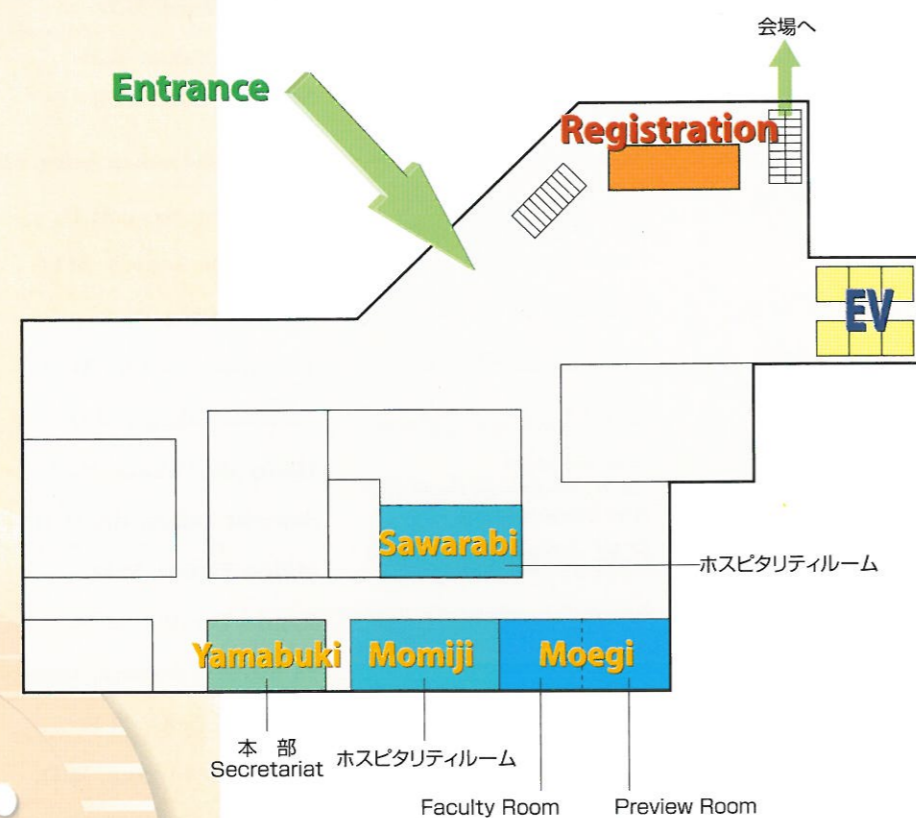 会場へ
Entrance
Registration
EV
Sawarabi
ホスピタリティルーム
Yamabuki
Momiji
Moegi
本 部
Secretariat
ホスピタリティルーム
Faculty Room
Preview Room